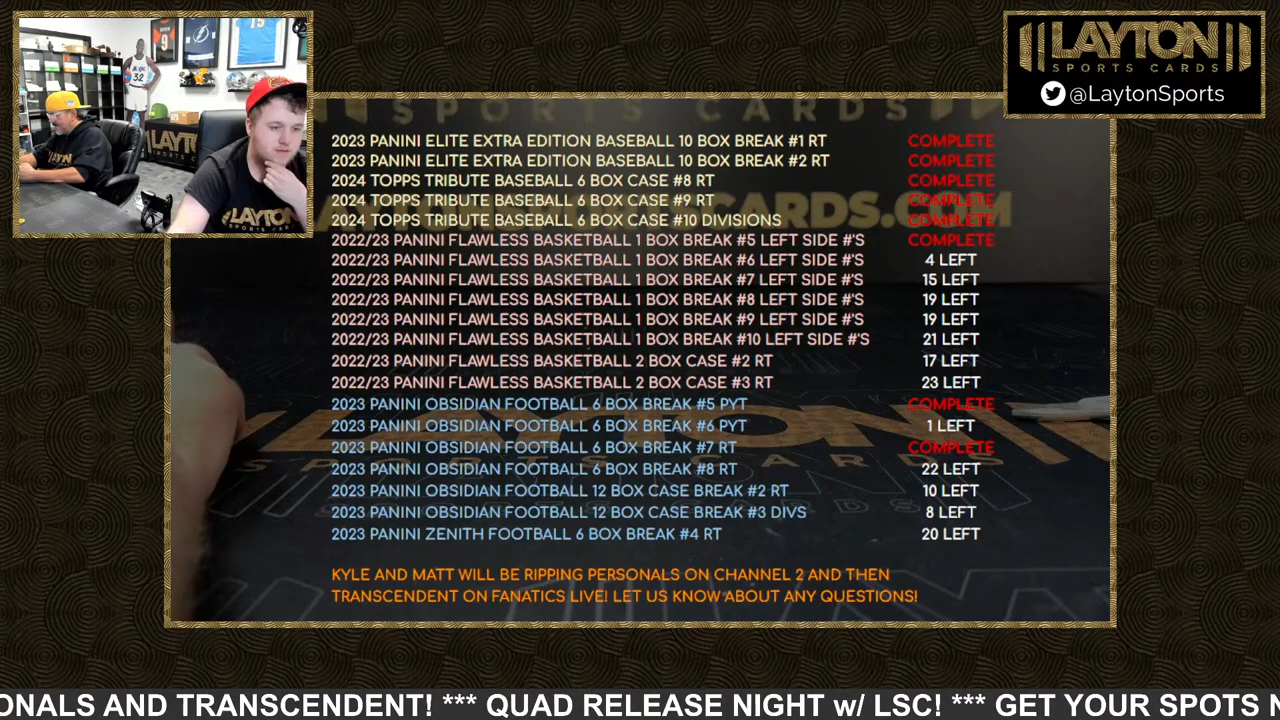 LAYTON
SPORTS CARDS
@LaytonSports
SPORTS CARDS
2023 PANINI ELITE EXTRA EDITION BASEBALL 10 BOX BREAK #1 RT COMPLETE
2023 PANINI ELITE EXTRA EDITION BASEBALL 10 BOX BREAK #2 RT COMPLETE
2024 TOPPS TRIBUTE BASEBALL 6 BOX CASE #8 RT COMPLETE
2024 TOPPS TRIBUTE BASEBALL 6 BOX CASE #9 RT COMPLETE
2024 TOPPS TRIBUTE BASEBALL 6 BOX CASE #10 DIVISIONS COMPLETE
2022/23 PANINI FLAWLESS BASKETBALL 1 BOX BREAK #5 LEFT SIDE #'S COMPLETE
2022/23 PANINI FLAWLESS BASKETBALL 1 BOX BREAK #6 LEFT SIDE #'S 4 LEFT
2022/23 PANINI FLAWLESS BASKETBALL 1 BOX BREAK #7 LEFT SIDE #'S 15 LEFT
2022/23 PANINI FLAWLESS BASKETBALL 1 BOX BREAK #8 LEFT SIDE #'S 19 LEFT
2022/23 PANINI FLAWLESS BASKETBALL 1 BOX BREAK #9 LEFT SIDE #'S 19 LEFT
2022/23 PANINI FLAWLESS BASKETBALL 1 BOX BREAK #10 LEFT SIDE #'S 21 LEFT
2022/23 PANINI FLAWLESS BASKETBALL 2 BOX CASE #2 RT 17 LEFT
2022/23 PANINI FLAWLESS BASKETBALL 2 BOX CASE #3 RT 23 LEFT
2023 PANINI OBSIDIAN FOOTBALL 6 BOX BREAK #5 PYT COMPLETE
2023 PANINI OBSIDIAN FOOTBALL 6 BOX BREAK #6 PYT 1 LEFT
2023 PANINI OBSIDIAN FOOTBALL 6 BOX BREAK #7 RT COMPLETE
2023 PANINI OBSIDIAN FOOTBALL 6 BOX BREAK #8 RT 22 LEFT
2023 PANINI OBSIDIAN FOOTBALL 12 BOX CASE BREAK #2 RT 10 LEFT
2023 PANINI OBSIDIAN FOOTBALL 12 BOX CASE BREAK #3 DIVS 8 LEFT
2023 PANINI ZENITH FOOTBALL 6 BOX BREAK #4 RT 20 LEFT
KYLE AND MATT WILL BE RIPPING PERSONALS ON CHANNEL 2 AND THEN
TRANSCENDENT ON FANATICS LIVE! LET US KNOW ABOUT ANY QUESTIONS!
ONALS AND TRANSCENDENT! *** QUAD RELEASE NIGHT w/ LSC! *** GET YOUR SPOTS N